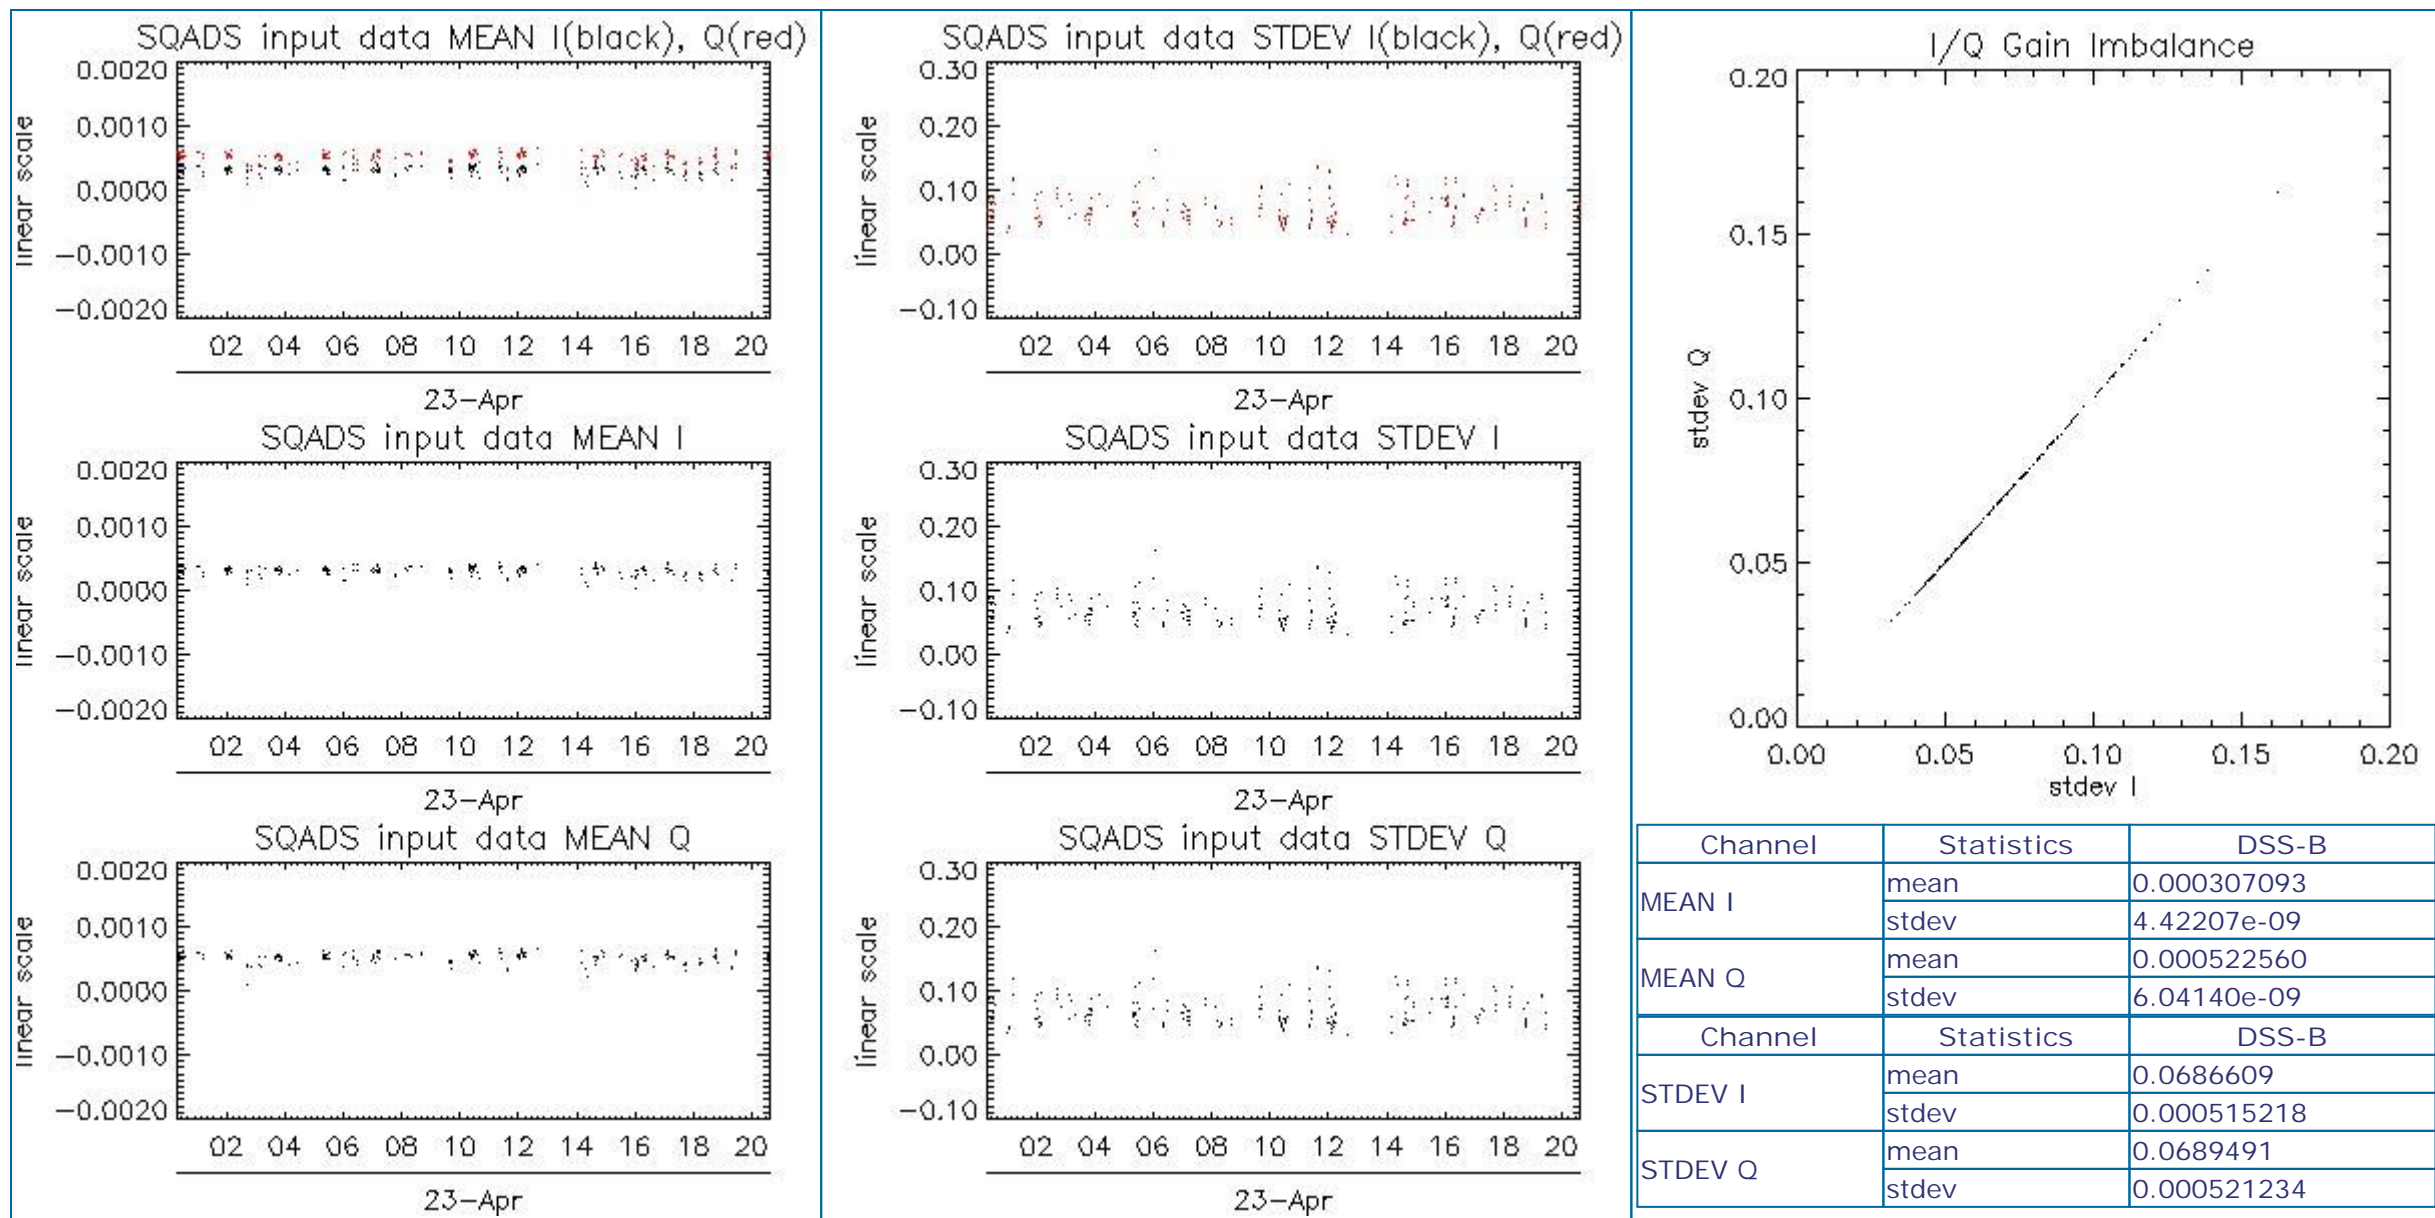 SQADS input data MEAN I(black), Q(red)
0.0020
0.0010
0.0000
−0.0010
−0.0020
linear scale
02 04 06 08 10 12 14 16 18 20
23−Apr
SQADS input data MEAN I
0.0020
0.0010
0.0000
−0.0010
−0.0020
linear scale
02 04 06 08 10 12 14 16 18 20
23−Apr
SQADS input data MEAN Q
0.0020
0.0010
0.0000
−0.0010
−0.0020
linear scale
02 04 06 08 10 12 14 16 18 20
23−Apr
SQADS input data STDEV I(black), Q(red)
0.30
0.20
0.10
0.00
−0.10
linear scale
02 04 06 08 10 12 14 16 18 20
23−Apr
SQADS input data STDEV I
0.30
0.20
0.10
0.00
−0.10
linear scale
02 04 06 08 10 12 14 16 18 20
23−Apr
SQADS input data STDEV Q
0.30
0.20
0.10
0.00
−0.10
linear scale
02 04 06 08 10 12 14 16 18 20
23−Apr
I/Q Gain Imbalance
0.20
0.15
0.10
0.05
0.00
stdev Q
0.00 0.05 0.10 0.15 0.20
stdev I
Channel Statistics DSS-B
MEAN I mean 0.000307093
stdev 4.42207e-09
MEAN Q mean 0.000522560
stdev 6.04140e-09
Channel Statistics DSS-B
STDEV I mean 0.0686609
stdev 0.000515218
STDEV Q mean 0.0689491
stdev 0.000521234